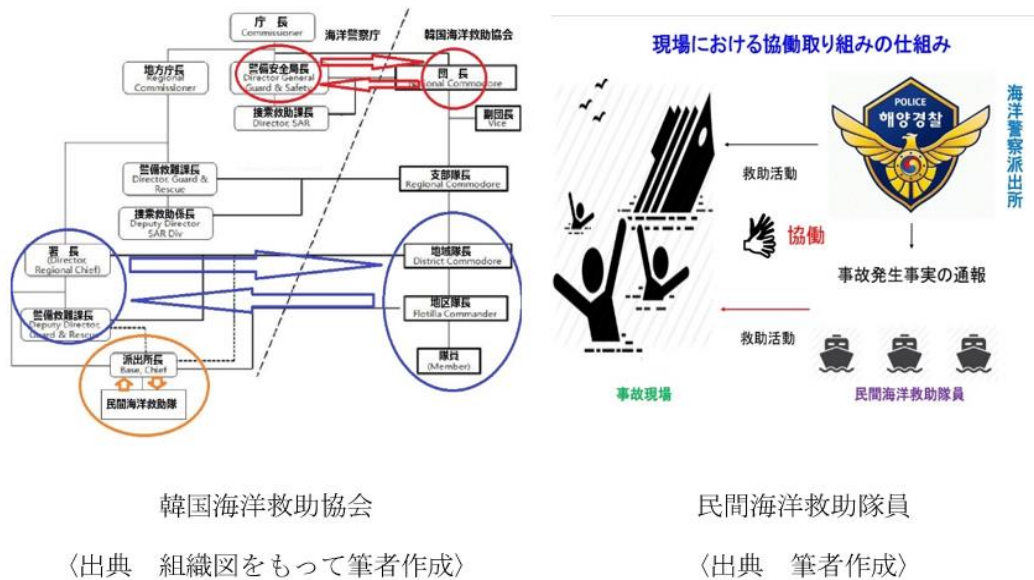 庁 長
Commissioner
海洋警察庁
韓国海洋救助協会
地方庁長
Regional
Commissioner
警備安全局長
Director General
Guard & Safety
団 長
Regional Commodore
捜索救助課長
Director, SAR
副団長
Vice
警備救難課長
Director, Guard &
Rescue
支部隊長
Regional Commodore
捜索救助係長
Deputy Director
SAR Div
署 長
(Director,
Regional Chief)
地域隊長
District Commodore
警備救難課長
Deputy Director,
Guard & Rescue
地区隊長
Flotilla Commander
派出所長
Base, Chief
隊員
(Member)
民間海洋救助隊
現場における協働取り組みの仕組み
POLICE
해양경찰
海洋警察派出所
救助活動
協働
事故発生事実の通報
救助活動
事故現場
民間海洋救助隊員
韓国海洋救助協会
〈出典　組織図をもって筆者作成〉
民間海洋救助隊員
〈出典　筆者作成〉